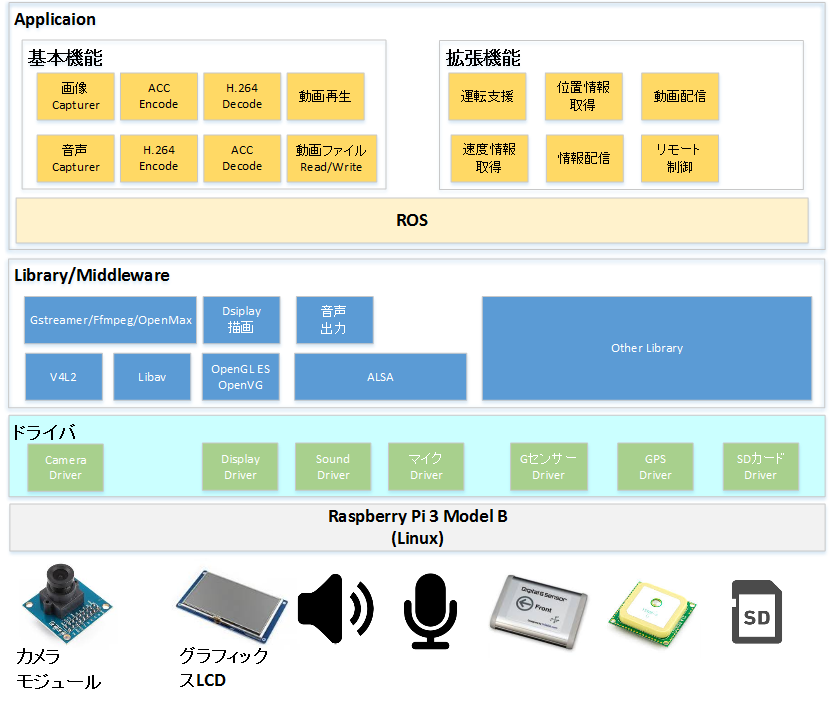 Applicaion
基本機能
画像
Capturer
ACC
Encode
H.264
Decode
動画再生
音声
Capturer
H.264
Encode
ACC
Decode
動画ファイル
Read/Write
拡張機能
運転支援
位置情報
取得
動画配信
速度情報
取得
情報配信
リモート
制御
ROS
Library/Middleware
Gstreamer/Ffmpeg/OpenMax
Dsiplay
描画
音声
出力
Other Library
V4L2
Libav
OpenGL ES
OpenVG
ALSA
ドライバ
Camera
Driver
Display
Driver
Sound
Driver
マイク
Driver
Gセンサー
Driver
GPS
Driver
SDカード
Driver
Raspberry Pi 3 Model B
(Linux)
Digital G Sensor
Front
SD
カメラ
モジュール
グラフィック
スLCD